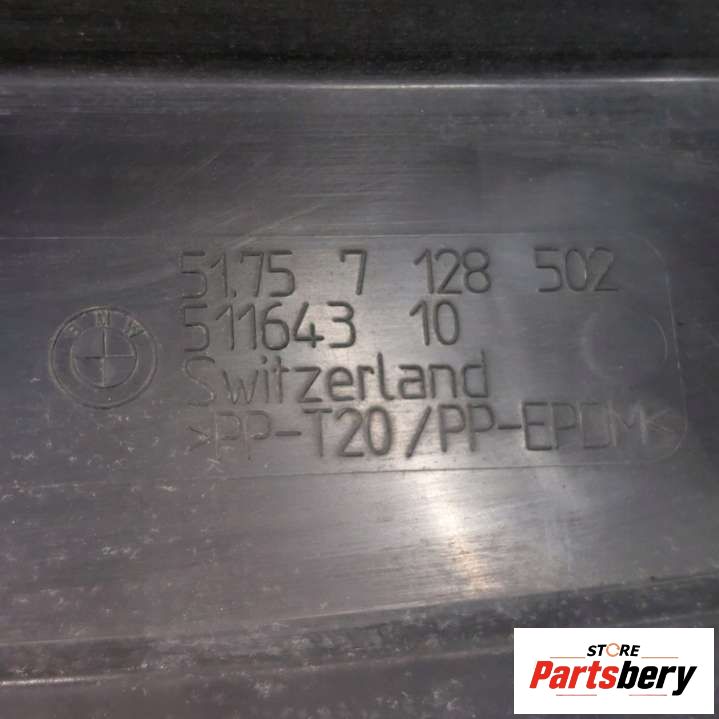 51.75 7 128 502
511643 10
BMW
Switzerland
>PP-T20/PP-EPDM<
STORE
Partsbery